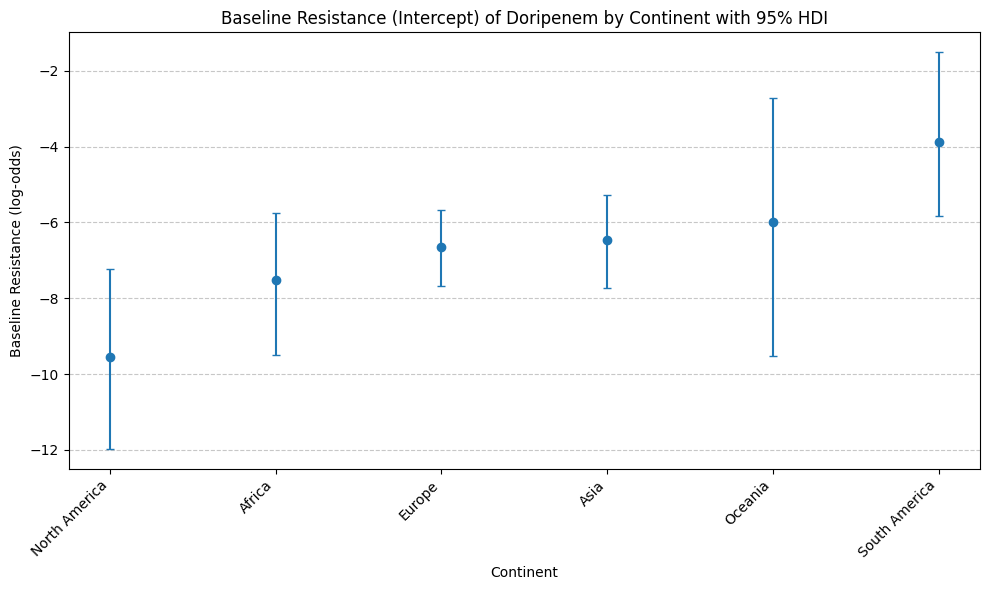 Baseline Resistance (Intercept) of Doripenem by Continent with 95% HDI
Baseline Resistance (log-odds)
−2
−4
−6
−8
−10
−12
North America
Africa
Europe
Asia
Oceania
South America
Continent